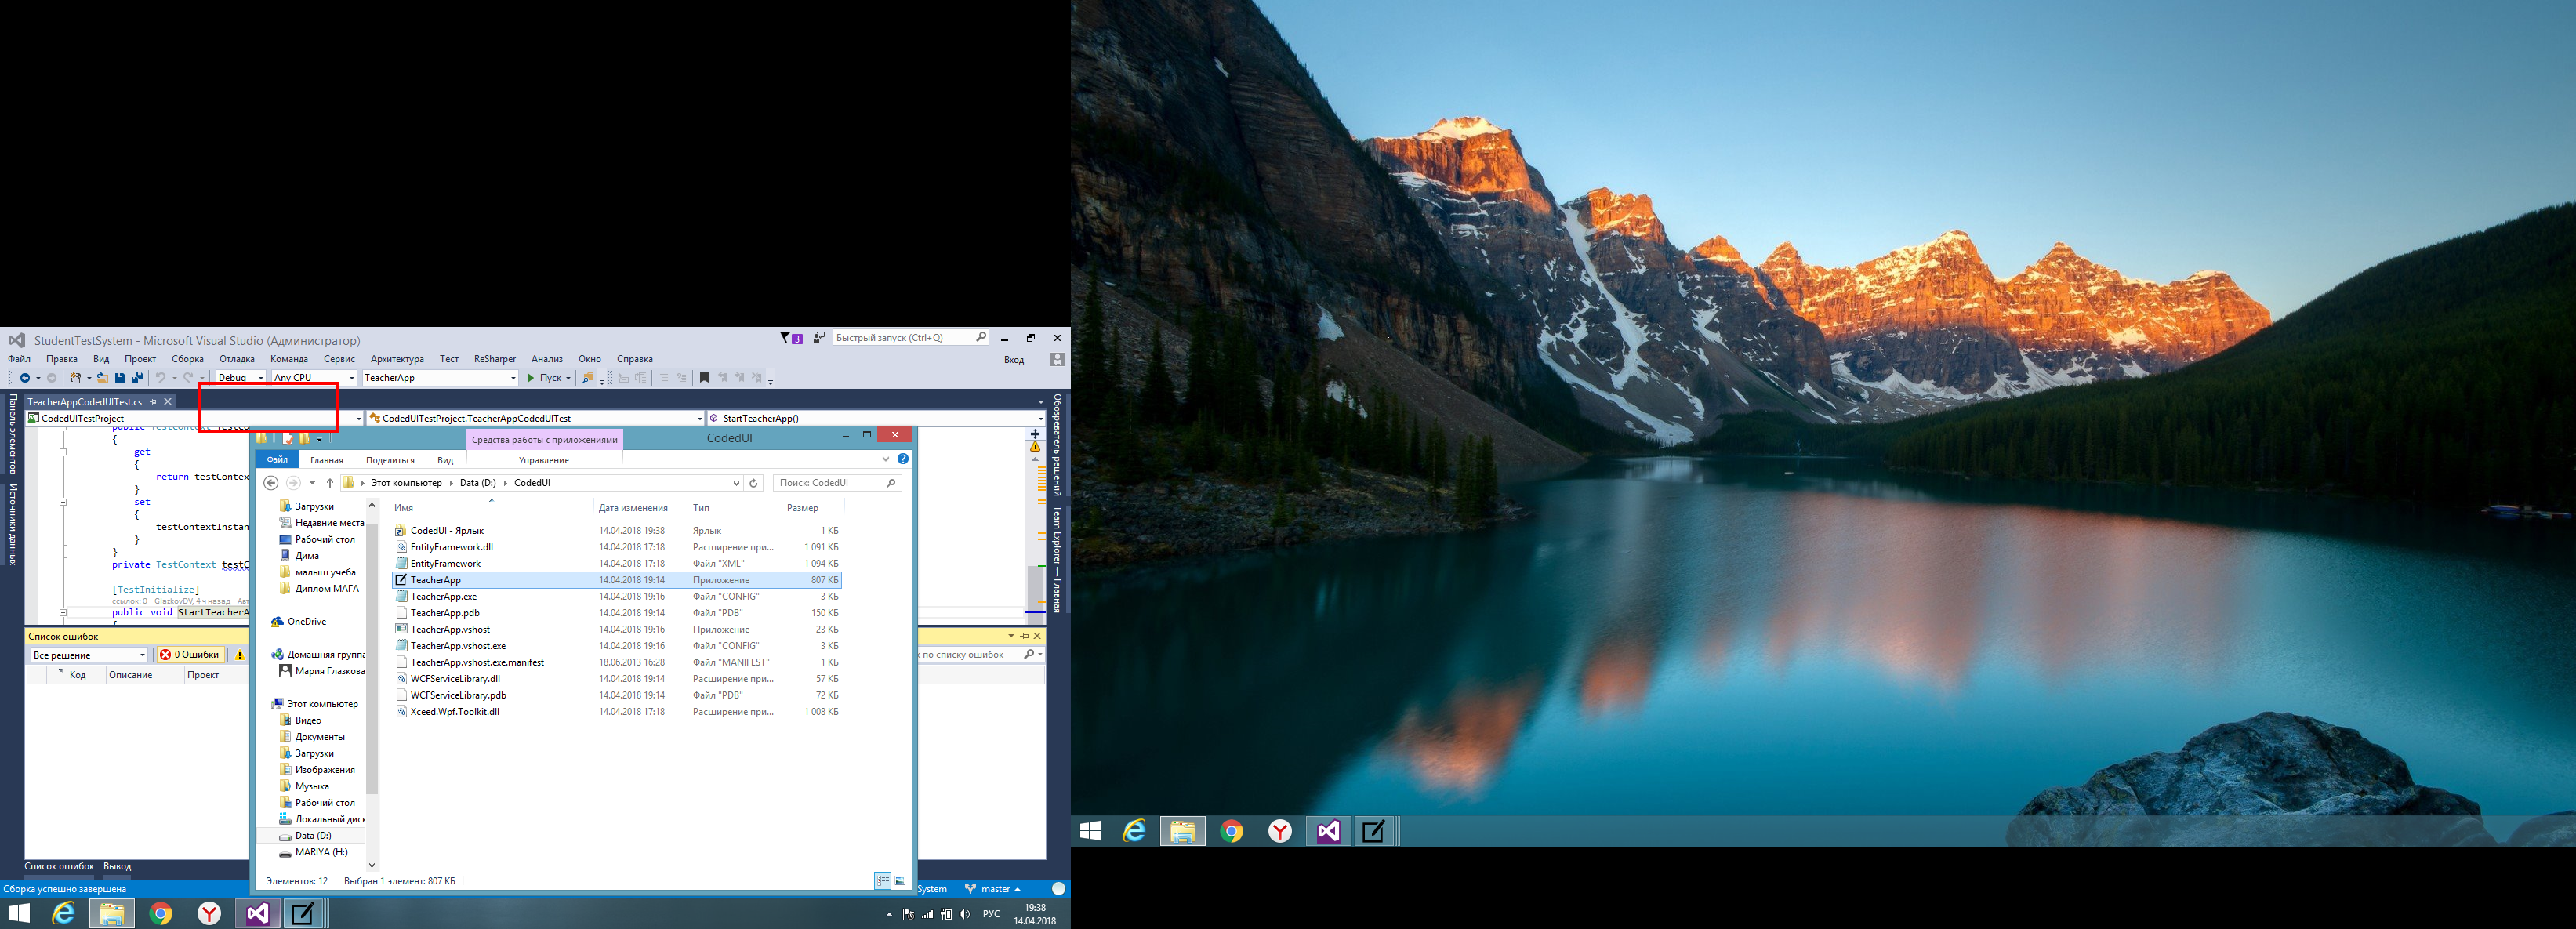 StudentTestSystem - Microsoft Visual Studio (Администратор)
3
Быстрый запуск (Ctrl+Q)
Файл Правка Вид Проект Сборка Отладка Команда Сервис Архитектура Тест ReSharper Анализ Окно Справка
Вход
Debug Any CPU TeacherApp Пуск
Панель элементов
Источники данных
TeacherAppCodedUITest.cs
CodedUITestProject
CodedUITestProject.TeacherAppCodedUITest
StartTeacherApp()
{
get
{
return testContex
}
set
{
testContextInstan
}
}
private TestContext testC
[TestInitialize]
ссылок: 0 | GlazkovDV, 4 ч назад
public void StartTeacherA
{
Обозреватель решений
Team Explorer — Главная
Список ошибок
Все решение
0 Ошибки
по списку ошибок
Код Описание Проект
Список ошибок Вывод
Сборка успешно завершена
System
master
Средства работы с приложениями
CodedUI
Файл Главная Поделиться Вид Управление
Этот компьютер Data (D:) CodedUI
Поиск: CodedUI
Загрузки
Недавние места
Рабочий стол
Дима
малыш учеба
Диплом МАГА
OneDrive
Домашняя группа
Мария Глазкова
Этот компьютер
Видео
Документы
Загрузки
Изображения
Музыка
Рабочий стол
Локальный диск
Data (D:)
MARIYA (H:)
Имя Дата изменения Тип Размер
CodedUI - Ярлык 14.04.2018 19:38 Ярлык 1 КБ
EntityFramework.dll 14.04.2018 17:18 Расширение при... 1 091 КБ
EntityFramework 14.04.2018 17:18 Файл "XML" 1 094 КБ
TeacherApp 14.04.2018 19:14 Приложение 807 КБ
TeacherApp.exe 14.04.2018 19:16 Файл "CONFIG" 3 КБ
TeacherApp.pdb 14.04.2018 19:14 Файл "PDB" 150 КБ
TeacherApp.vshost 14.04.2018 19:16 Приложение 23 КБ
TeacherApp.vshost.exe 14.04.2018 19:16 Файл "CONFIG" 3 КБ
TeacherApp.vshost.exe.manifest 18.06.2013 16:28 Файл "MANIFEST" 1 КБ
WCFServiceLibrary.dll 14.04.2018 19:14 Расширение при... 57 КБ
WCFServiceLibrary.pdb 14.04.2018 19:14 Файл "PDB" 72 КБ
Xceed.Wpf.Toolkit.dll 14.04.2018 17:18 Расширение при... 1 008 КБ
Элементов: 12 Выбран 1 элемент: 807 КБ
РУС
19:38
14.04.2018